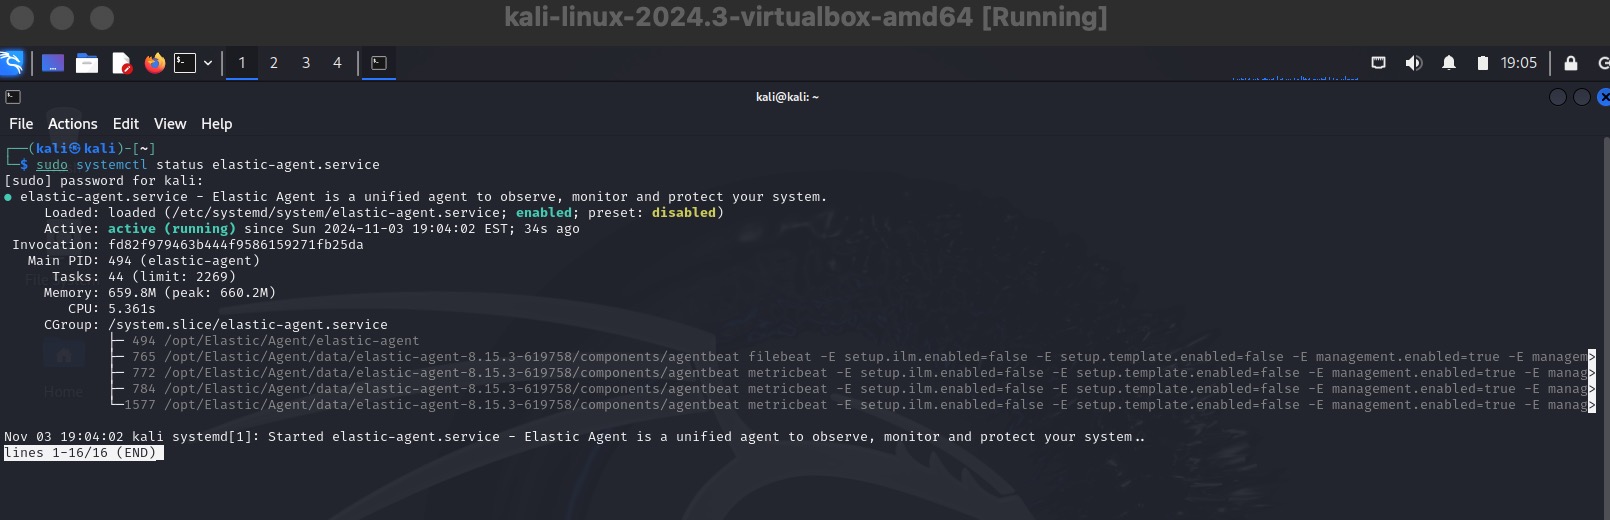 kali-linux-2024.3-virtualbox-amd64 [Running]
1 2 3 4 19:05
kali@kali: ~
File Actions Edit View Help
┌──(kali㉿kali)-[~]
└─$ sudo systemctl status elastic-agent.service
[sudo] password for kali:
● elastic-agent.service - Elastic Agent is a unified agent to observe, monitor and protect your system.
Loaded: loaded (/etc/systemd/system/elastic-agent.service; enabled; preset: disabled)
Active: active (running) since Sun 2024-11-03 19:04:02 EST; 34s ago
Invocation: fd82f979463b444f9586159271fb25da
Main PID: 494 (elastic-agent)
Tasks: 44 (limit: 2269)
Memory: 659.8M (peak: 660.2M)
CPU: 5.361s
CGroup: /system.slice/elastic-agent.service
├─ 494 /opt/Elastic/Agent/elastic-agent
├─ 765 /opt/Elastic/Agent/data/elastic-agent-8.15.3-619758/components/agentbeat filebeat -E setup.ilm.enabled=false -E setup.template.enabled=false -E management.enabled=true -E managem>
├─ 772 /opt/Elastic/Agent/data/elastic-agent-8.15.3-619758/components/agentbeat metricbeat -E setup.ilm.enabled=false -E setup.template.enabled=false -E management.enabled=true -E manag>
├─ 784 /opt/Elastic/Agent/data/elastic-agent-8.15.3-619758/components/agentbeat metricbeat -E setup.ilm.enabled=false -E setup.template.enabled=false -E management.enabled=true -E manag>
└─1577 /opt/Elastic/Agent/data/elastic-agent-8.15.3-619758/components/agentbeat metricbeat -E setup.ilm.enabled=false -E setup.template.enabled=false -E management.enabled=true -E manag>
Home
Nov 03 19:04:02 kali systemd[1]: Started elastic-agent.service - Elastic Agent is a unified agent to observe, monitor and protect your system..
lines 1-16/16 (END)